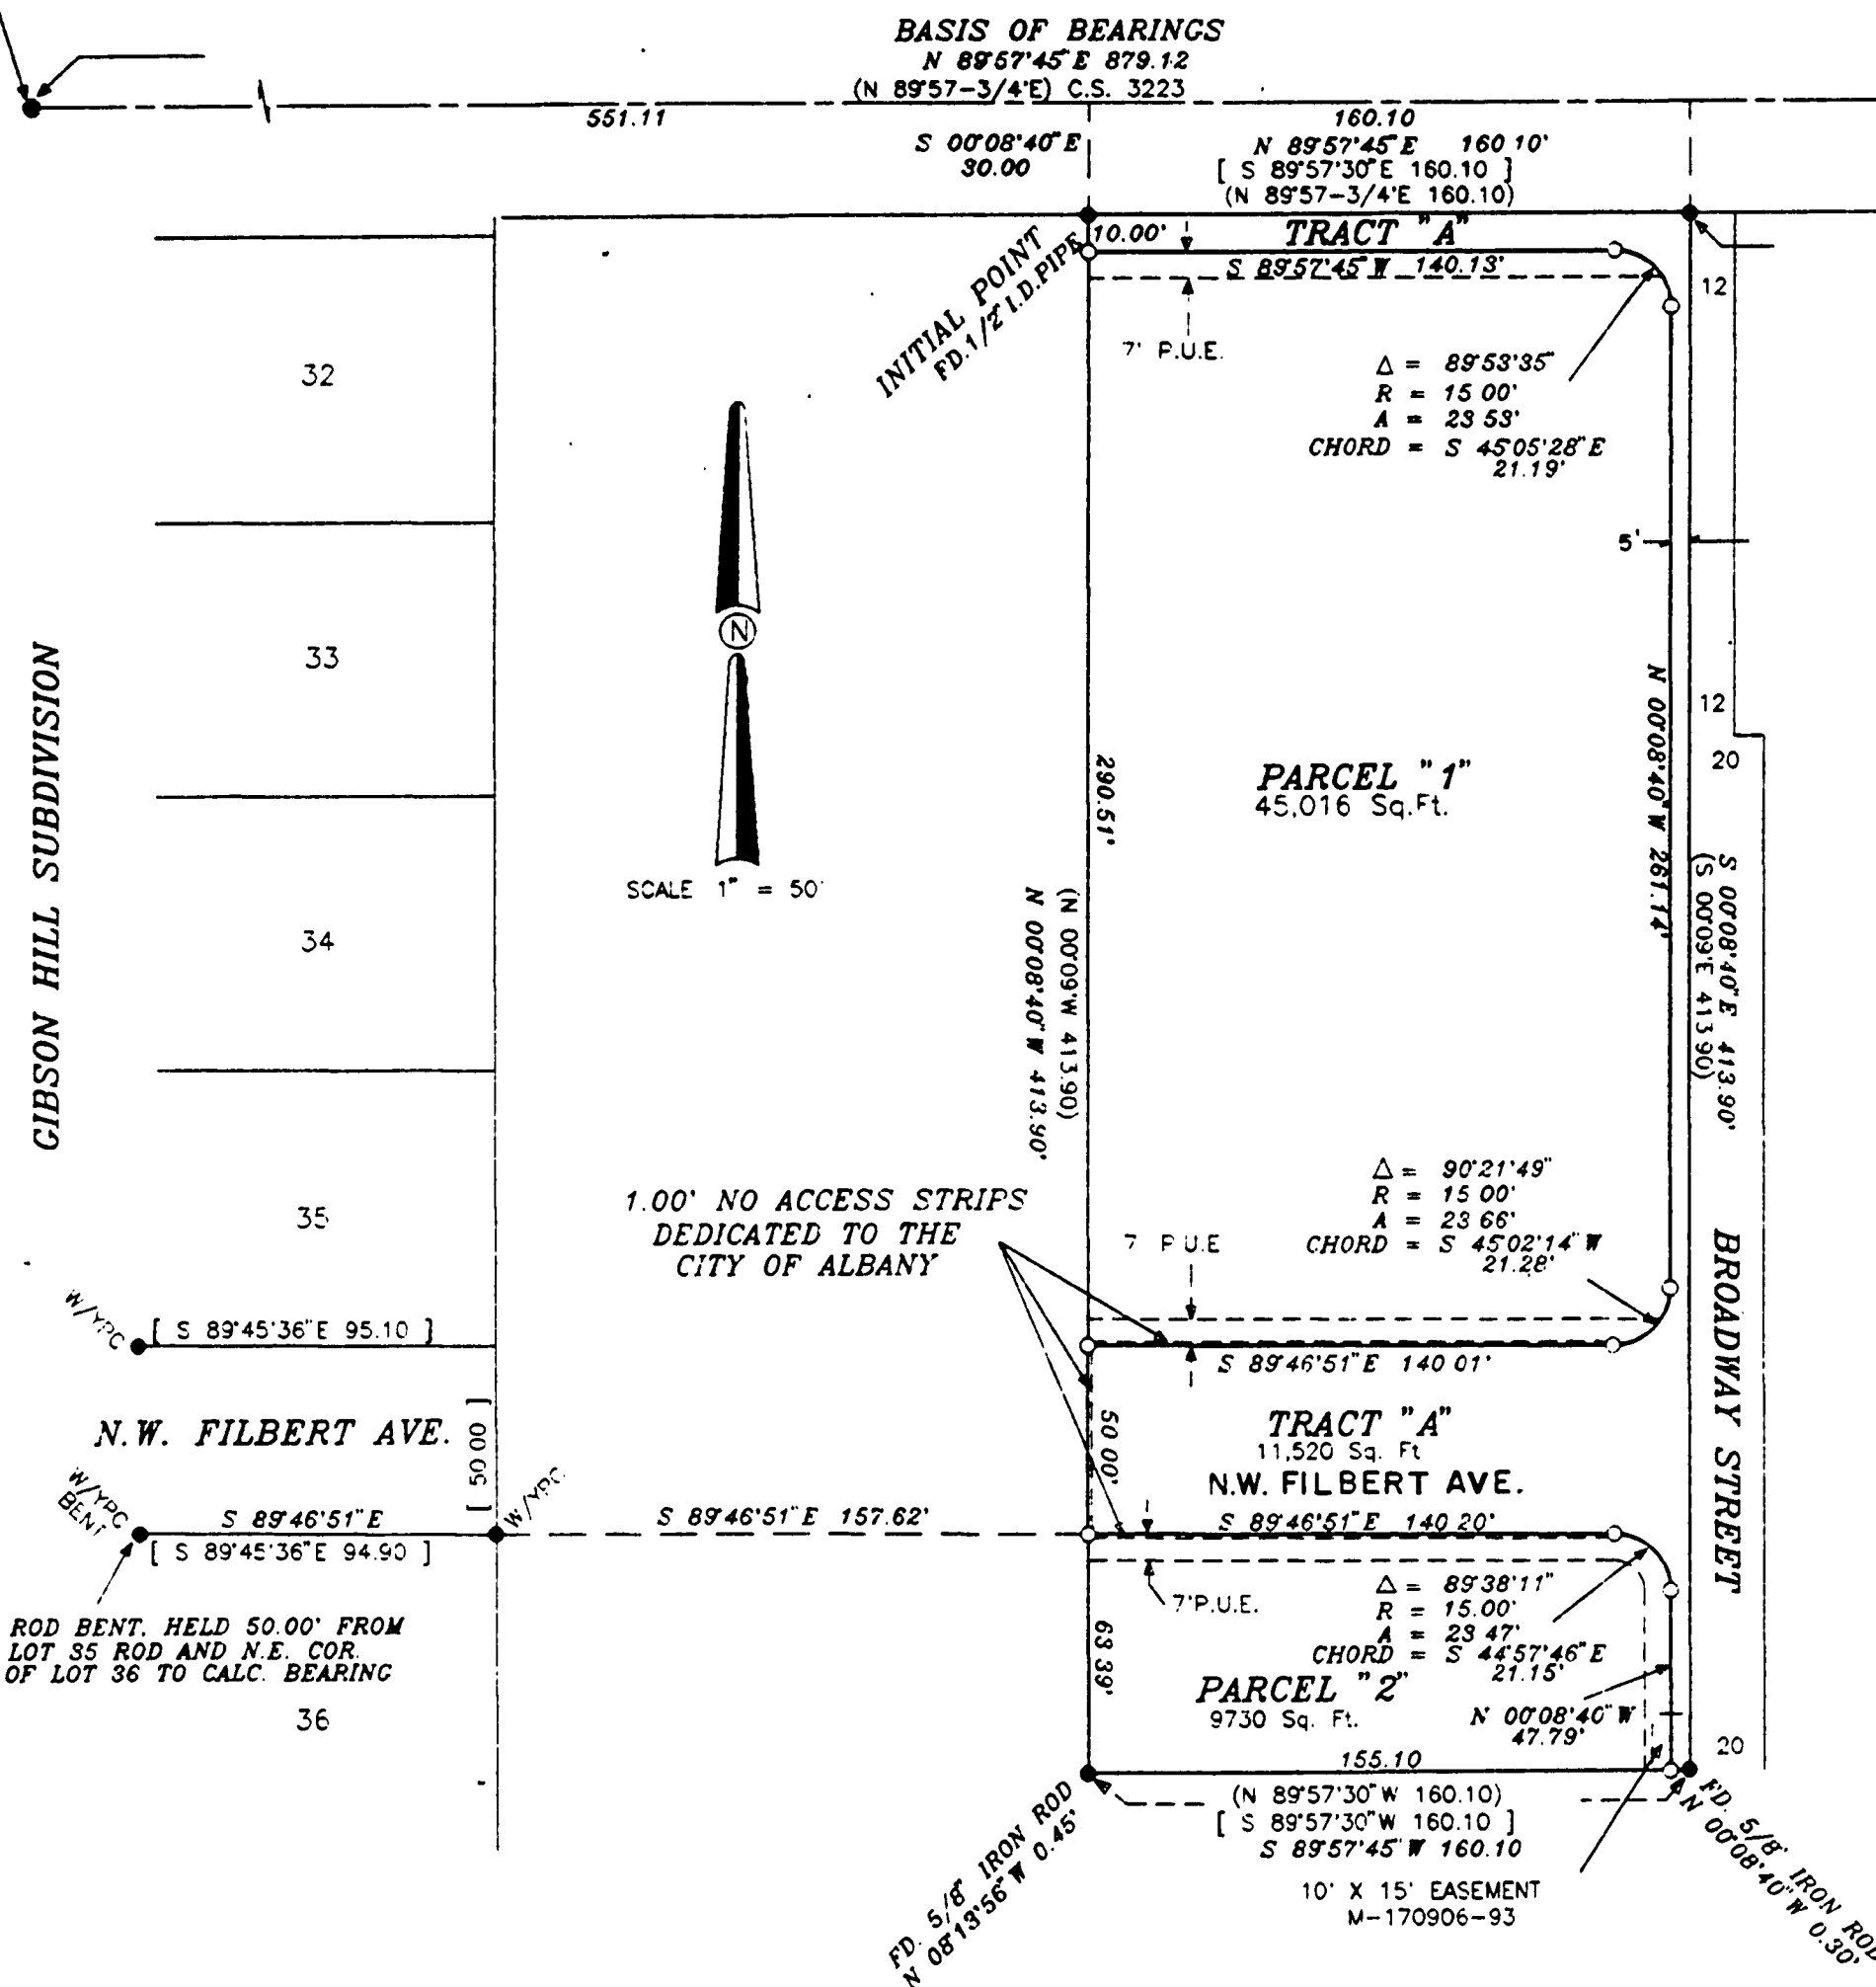 BASIS OF BEARINGS
N 89°57'45"E 879.12
(N 89°57-3/4'E) C.S. 3223
551.11
160.10
S 00°08'40"E
30.00
N 89°57'45"E 160 10'
[ S 89°57'30"E 160.10 ]
(N 89°57-3/4'E 160.10)
INITIAL POINT
FD.1/2" I.D.PIPE
10.00'
TRACT "A"
S 89°57'45"W 140.13'
12
7' P.U.E.
32
Δ = 89°53'35"
R = 15 00'
A = 23 53'
CHORD = S 45°05'28"E
21.19'
5'
N
33
GIBSON HILL SUBDIVISION
SCALE 1" = 50'
290.51'
PARCEL "1"
45,016 Sq.Ft.
N 00°08'40"W 261.14'
12
20
34
(N 00°09'W 413.90)
N 00°08'40"W 413.90'
S 00°08'40"E 413.90'
(S 00°09'E 413 90)
35
1.00' NO ACCESS STRIPS
DEDICATED TO THE
CITY OF ALBANY
Δ = 90°21'49"
R = 15 00'
A = 23 66'
CHORD = S 45°02'14"W
21.28'
7 P U.E
BROADWAY STREET
W/YPC
[ S 89°45'36"E 95.10 ]
S 89°46'51"E 140 01'
N.W. FILBERT AVE.
[ 50 00 ]
50 00'
TRACT "A"
11,520 Sq. Ft
N.W. FILBERT AVE.
W/YPC
BENT
S 89°46'51"E
[ S 89°45'36"E 94.90 ]
W/YPC
S 89°46'51"E 157.62'
S 89°46'51"E 140 20'
7'P.U.E.
Δ = 89°38'11"
R = 15.00'
A = 23 47'
CHORD = S 44°57'46"E
21.15'
ROD BENT. HELD 50.00' FROM
LOT 35 ROD AND N.E. COR.
OF LOT 36 TO CALC. BEARING
36
63 39'
PARCEL "2"
9730 Sq. Ft.
N 00°08'40"W
47.79'
20
155.10
(N 89°57'30"W 160.10)
[ S 89°57'30"W 160.10 ]
S 89°57'45"W 160.10
FD. 5/8" IRON ROD
N 08°13'56"W 0.45'
FD. 5/8" IRON ROD
N 00°08'40"W 0.30'
10' X 15' EASEMENT
M-170906-93